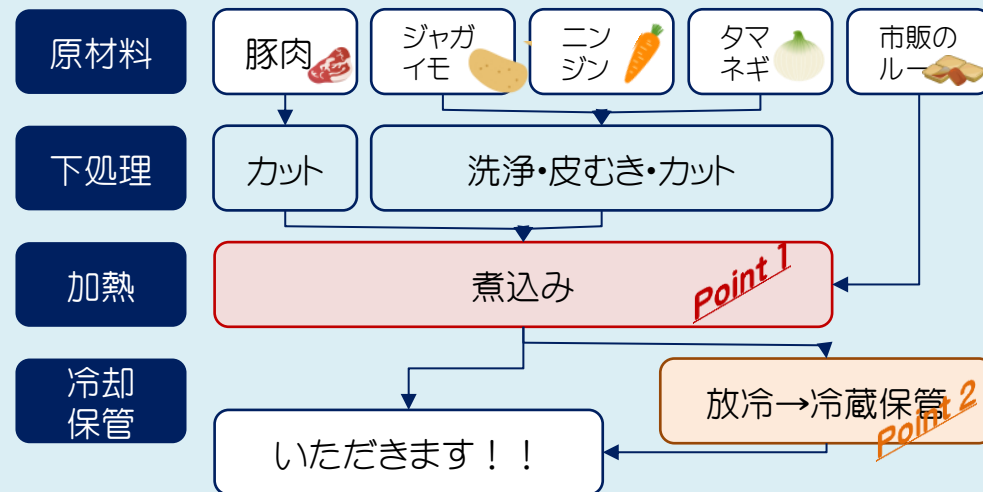 原材料
豚肉
ジャガ
イモ
ニン
ジン
タマ
ネギ
市販の
ルー
下処理
カット
洗浄・皮むき・カット
加熱
煮込み
Point 1
冷却
保管
放冷→冷蔵保管
Point 2
いただきます！！